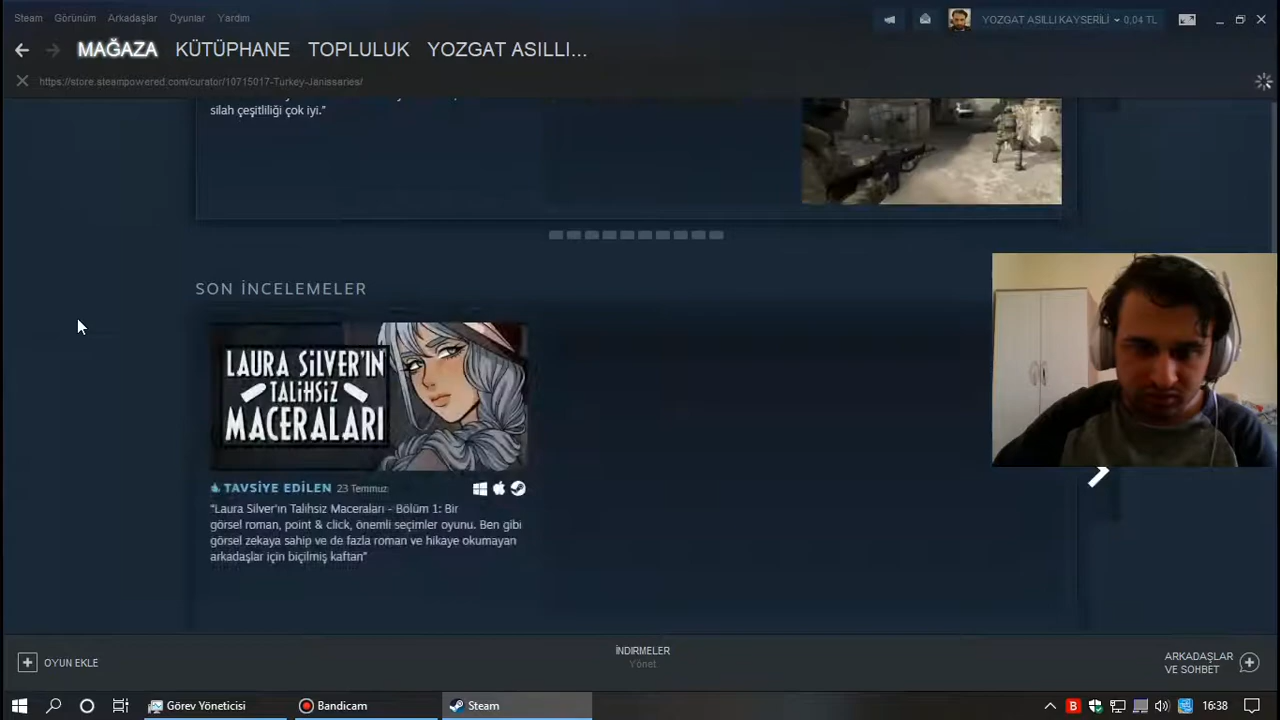 Steam Görünüm Arkadaşlar Oyunlar Yardım
YOZGAT ASILLI KAYSERİLİ 0,04 TL
MAĞAZA KÜTÜPHANE TOPLULUK YOZGAT ASILLI...
https://store.steampowered.com/curator/10715017-Turkey-Janissaries/
silah çeşitliliği çok iyi."
SON İNCELEMELER
LAURA SİLVER'IN
TALİHSİZ
MACERALARI
TAVSİYE EDİLEN 23 Temmuz
"Laura Silver'ın Talihsiz Maceraları - Bölüm 1: Bir
görsel roman, point & click, önemli seçimler oyunu. Ben gibi
görsel zekaya sahip ve de fazla roman ve hikaye okumayan
arkadaşlar için biçilmiş kaftan"
OYUN EKLE
İNDİRMELER
Yönet
ARKADAŞLAR
VE SOHBET
Görev Yöneticisi
Bandicam
Steam
16:38